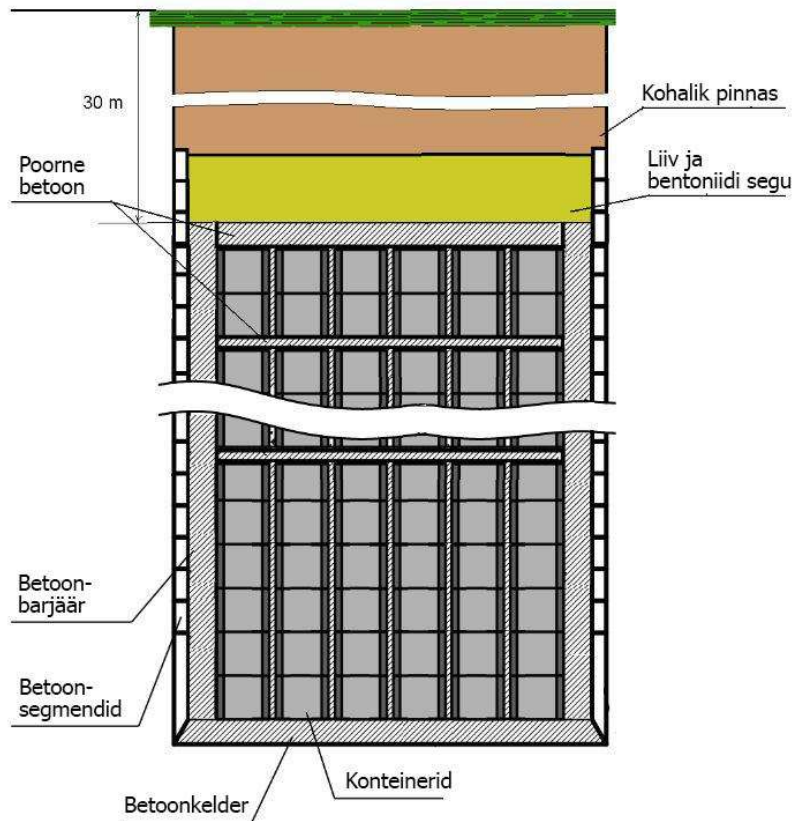 30 m
Kohalik pinnas
Poorne
betoon
Liiv ja
bentoniidi segu
Betoon-
barjäär
Betoon-
segmendid
Konteinerid
Betoonkelder